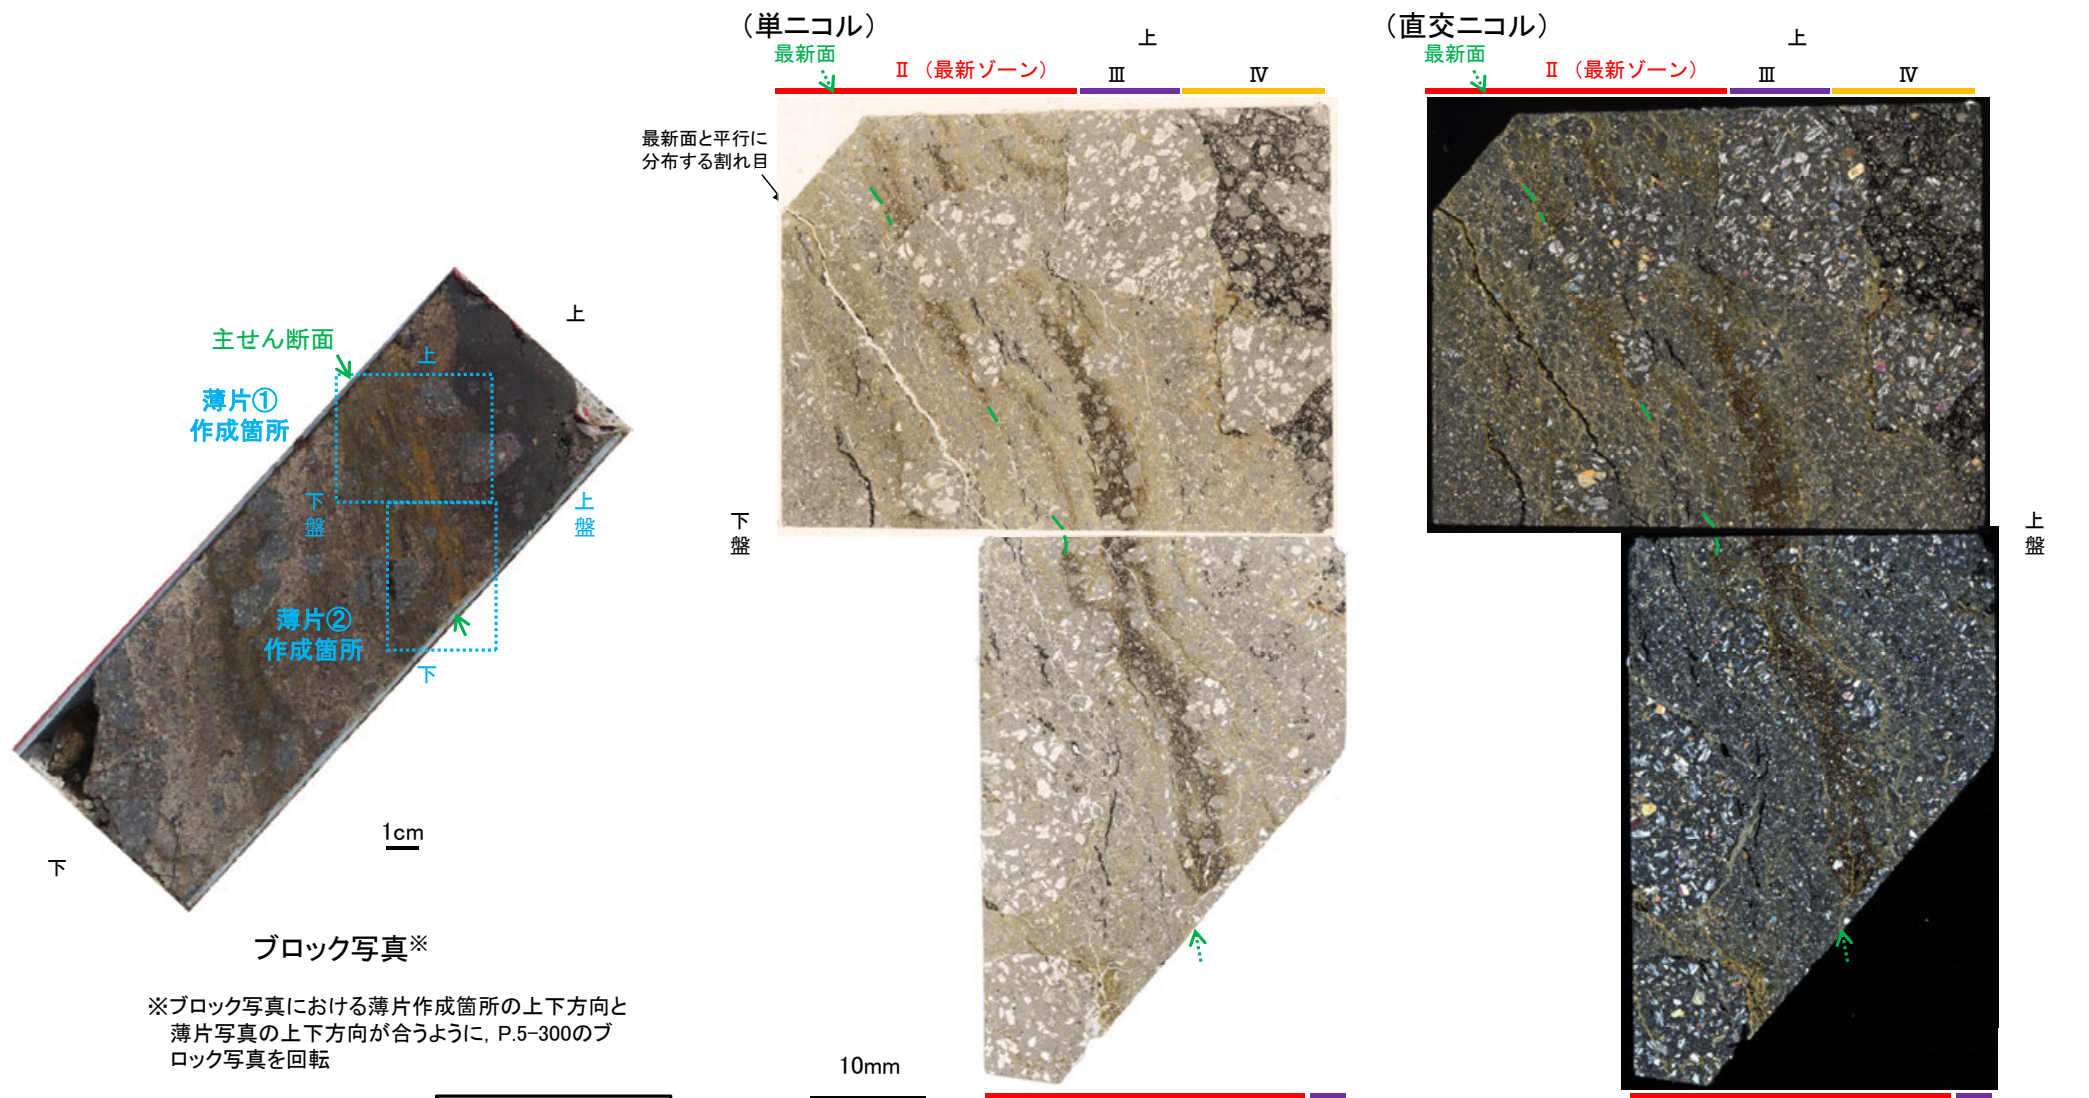 （単ニコル）
最新面
上
Ⅱ（最新ゾーン）
Ⅲ
Ⅳ
（直交ニコル）
最新面
上
Ⅱ（最新ゾーン）
Ⅲ
Ⅳ
最新面と平行に
分布する割れ目
上
主せん断面
上
薄片①
作成箇所
下盤
上盤
薄片②
作成箇所
下
1cm
下
下盤
上盤
ブロック写真※
※ブロック写真における薄片作成箇所の上下方向と
薄片写真の上下方向が合うように, P.5-300のブ
ロック写真を回転
10mm